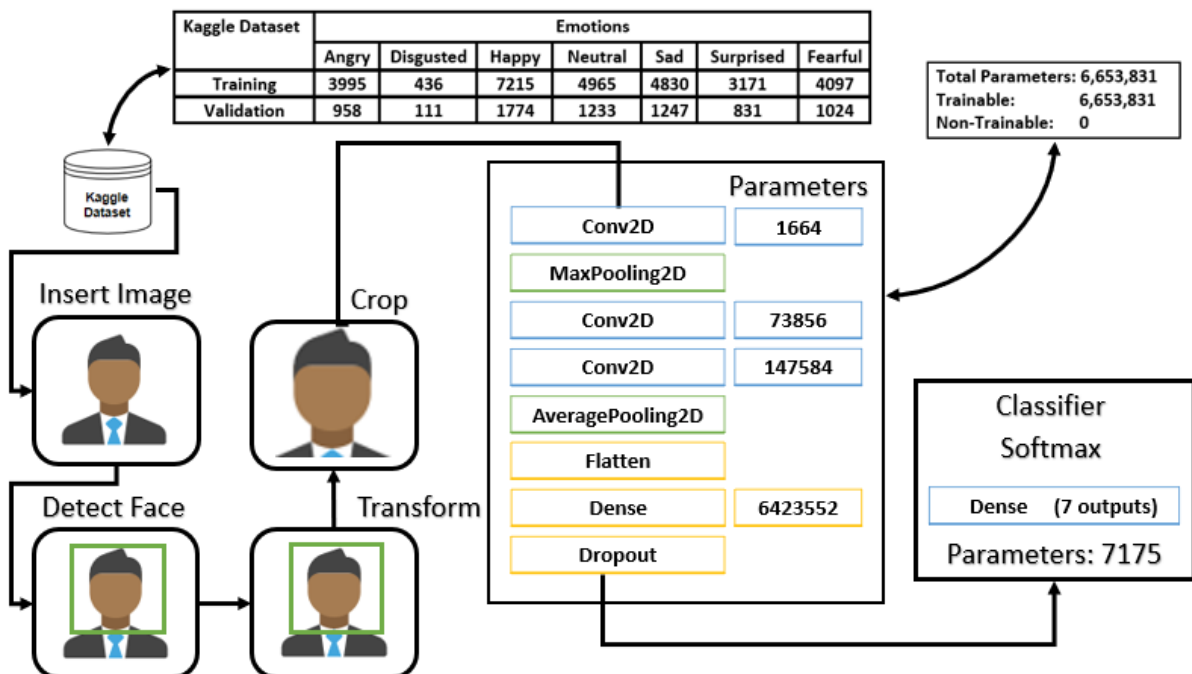 Kaggle Dataset Emotions
Angry Disgusted Happy Neutral Sad Surprised Fearful
Training 3995 436 7215 4965 4830 3171 4097
Validation 958 111 1774 1233 1247 831 1024
Total Parameters: 6,653,831
Trainable: 6,653,831
Non-Trainable: 0
Kaggle
Dataset
Insert Image
Detect Face
Transform
Crop
Parameters
Conv2D 1664
MaxPooling2D
Conv2D 73856
Conv2D 147584
AveragePooling2D
Flatten
Dense 6423552
Dropout
Classifier
Softmax
Dense (7 outputs)
Parameters: 7175